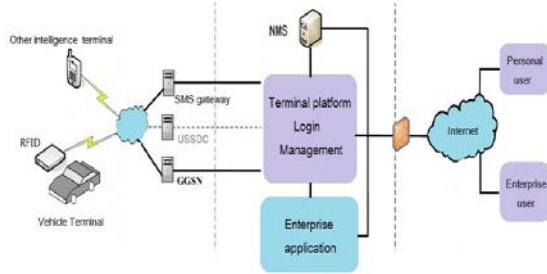 Other intelligence terminal
RFID
Vehicle Terminal
SMS gateway
USSDC
GGSN
NMS
Terminal platform
Login
Management
Enterprise
application
Internet
Personal
user
Enterprise
user